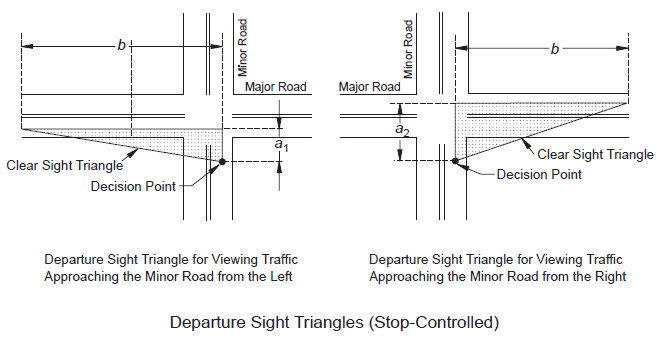 b
Minor Road
Major Road
a1
Clear Sight Triangle
Decision Point
Departure Sight Triangle for Viewing Traffic
Approaching the Minor Road from the Left
b
Minor Road
Major Road
a2
Clear Sight Triangle
Decision Point
Departure Sight Triangle for Viewing Traffic
Approaching the Minor Road from the Right
Departure Sight Triangles (Stop-Controlled)